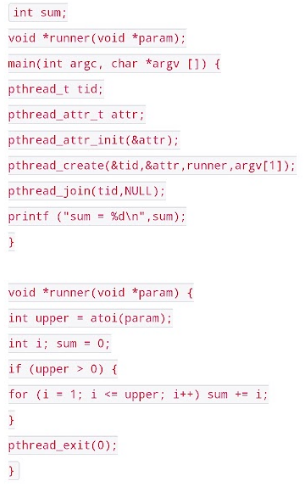 int sum;
void *runner(void *param);
main(int argc, char *argv []) {
pthread_t tid;
pthread_attr_t attr;
pthread_attr_init(&attr);
pthread_create(&tid,&attr,runner,argv[1]);
pthread_join(tid,NULL);
printf ("sum = %d\n",sum);
}
void *runner(void *param) {
int upper = atoi(param);
int i; sum = 0;
if (upper > 0) {
for (i = 1; i <= upper; i++) sum += i;
}
pthread_exit(0);
}